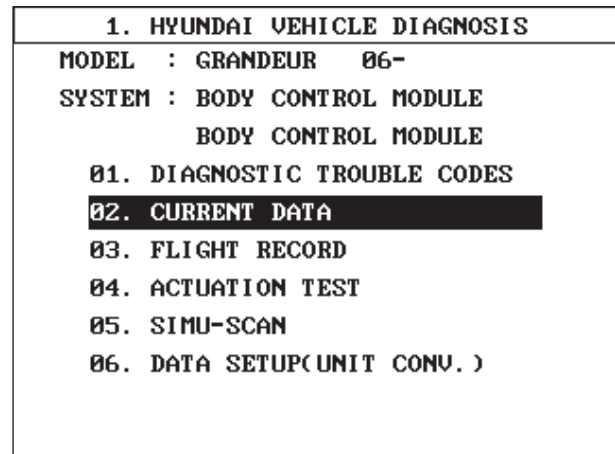 1. HYUNDAI VEHICLE DIAGNOSIS
MODEL : GRANDEUR 06-
SYSTEM : BODY CONTROL MODULE
BODY CONTROL MODULE
01. DIAGNOSTIC TROUBLE CODES
02. CURRENT DATA
03. FLIGHT RECORD
04. ACTUATION TEST
05. SIMU-SCAN
06. DATA SETUP(UNIT CONV.)